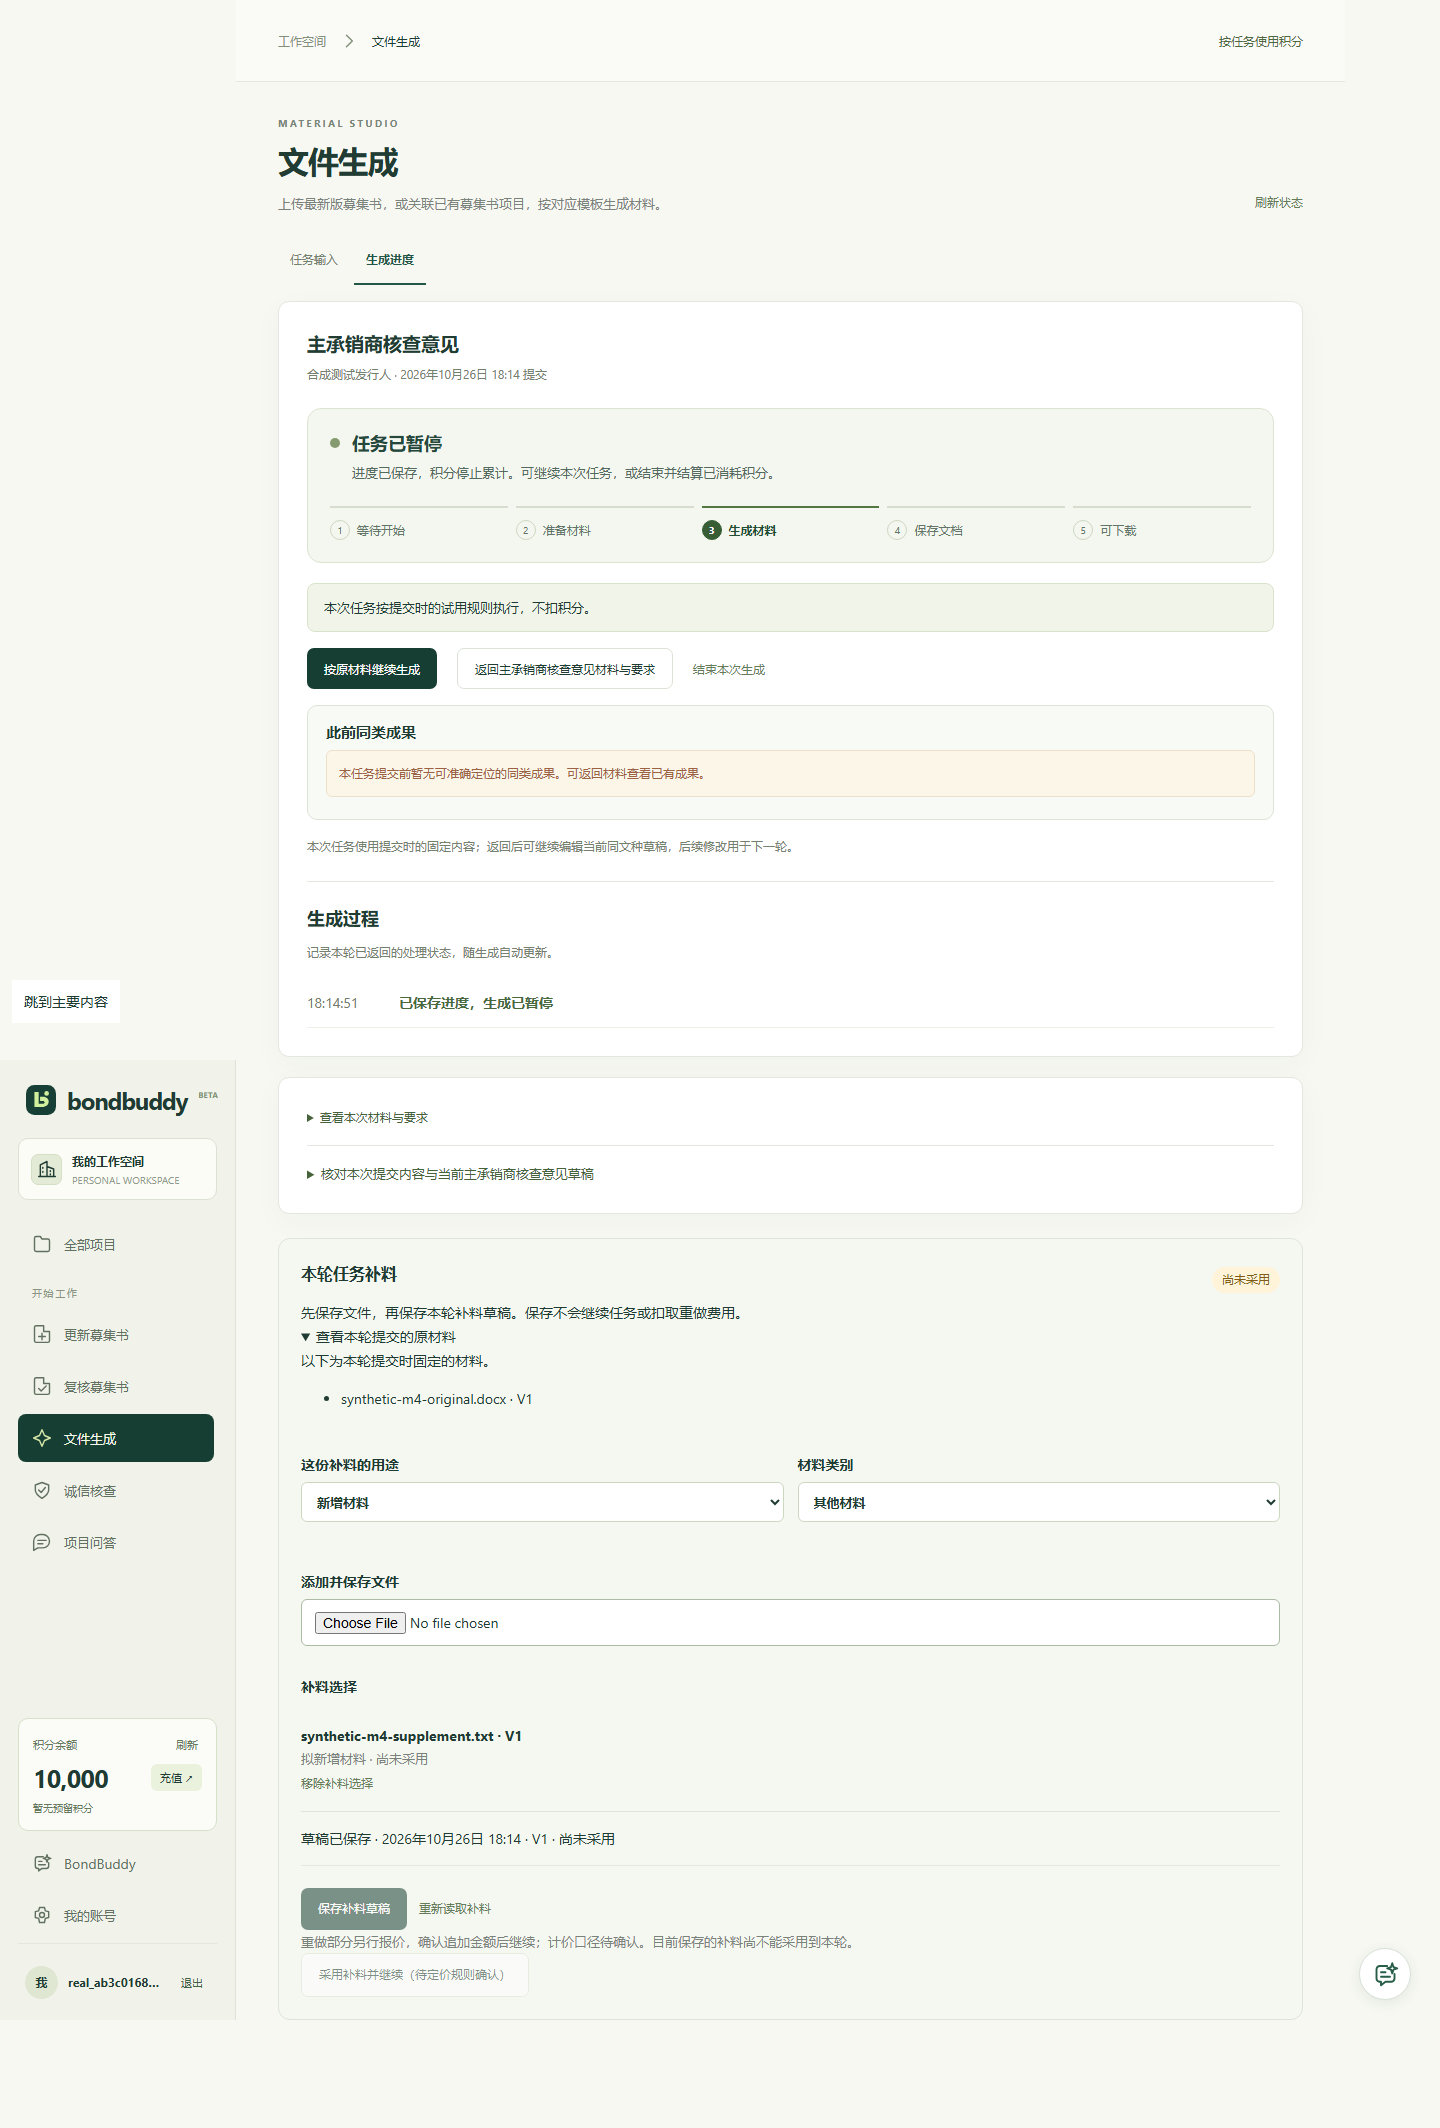 工作空间
文件生成
按任务使用积分
MATERIAL STUDIO
文件生成
上传最新版募集书，或关联已有募集书项目，按对应模板生成材料。
刷新状态
任务输入
生成进度
主承销商核查意见
合成测试发行人 · 2026年10月26日 18:14 提交
任务已暂停
进度已保存，积分停止累计。可继续本次任务，或结束并结算已消耗积分。
1 等待开始
2 准备材料
3 生成材料
4 保存文档
5 可下载
本次任务按提交时的试用规则执行，不扣积分。
按原材料继续生成
返回主承销商核查意见材料与要求
结束本次生成
此前同类成果
本任务提交前暂无可准确定位的同类成果。可返回材料查看已有成果。
本次任务使用提交时的固定内容；返回后可继续编辑当前同文种草稿，后续修改用于下一轮。
生成过程
记录本轮已返回的处理状态，随生成自动更新。
18:14:51 已保存进度，生成已暂停
跳到主要内容
bondbuddy BETA
我的工作空间
PERSONAL WORKSPACE
全部项目
开始工作
更新募集书
复核募集书
文件生成
诚信核查
项目问答
积分余额
刷新
10,000
充值 ↗
暂无预留积分
BondBuddy
我的账号
我 real_ab3c0168... 退出
查看本次材料与要求
核对本次提交内容与当前主承销商核查意见草稿
本轮任务补料
尚未采用
先保存文件，再保存本轮补料草稿。保存不会继续任务或扣取重做费用。
查看本轮提交的原材料
以下为本轮提交时固定的材料。
synthetic-m4-original.docx · V1
这份补料的用途
材料类别
新增材料
其他材料
添加并保存文件
Choose File No file chosen
补料选择
synthetic-m4-supplement.txt · V1
拟新增材料 · 尚未采用
移除补料选择
草稿已保存 · 2026年10月26日 18:14 · V1 · 尚未采用
保存补料草稿
重新读取补料
重做部分另行报价，确认追加金额后继续；计价口径待确认。目前保存的补料尚不能采用到本轮。
采用补料并继续（待定价规则确认）